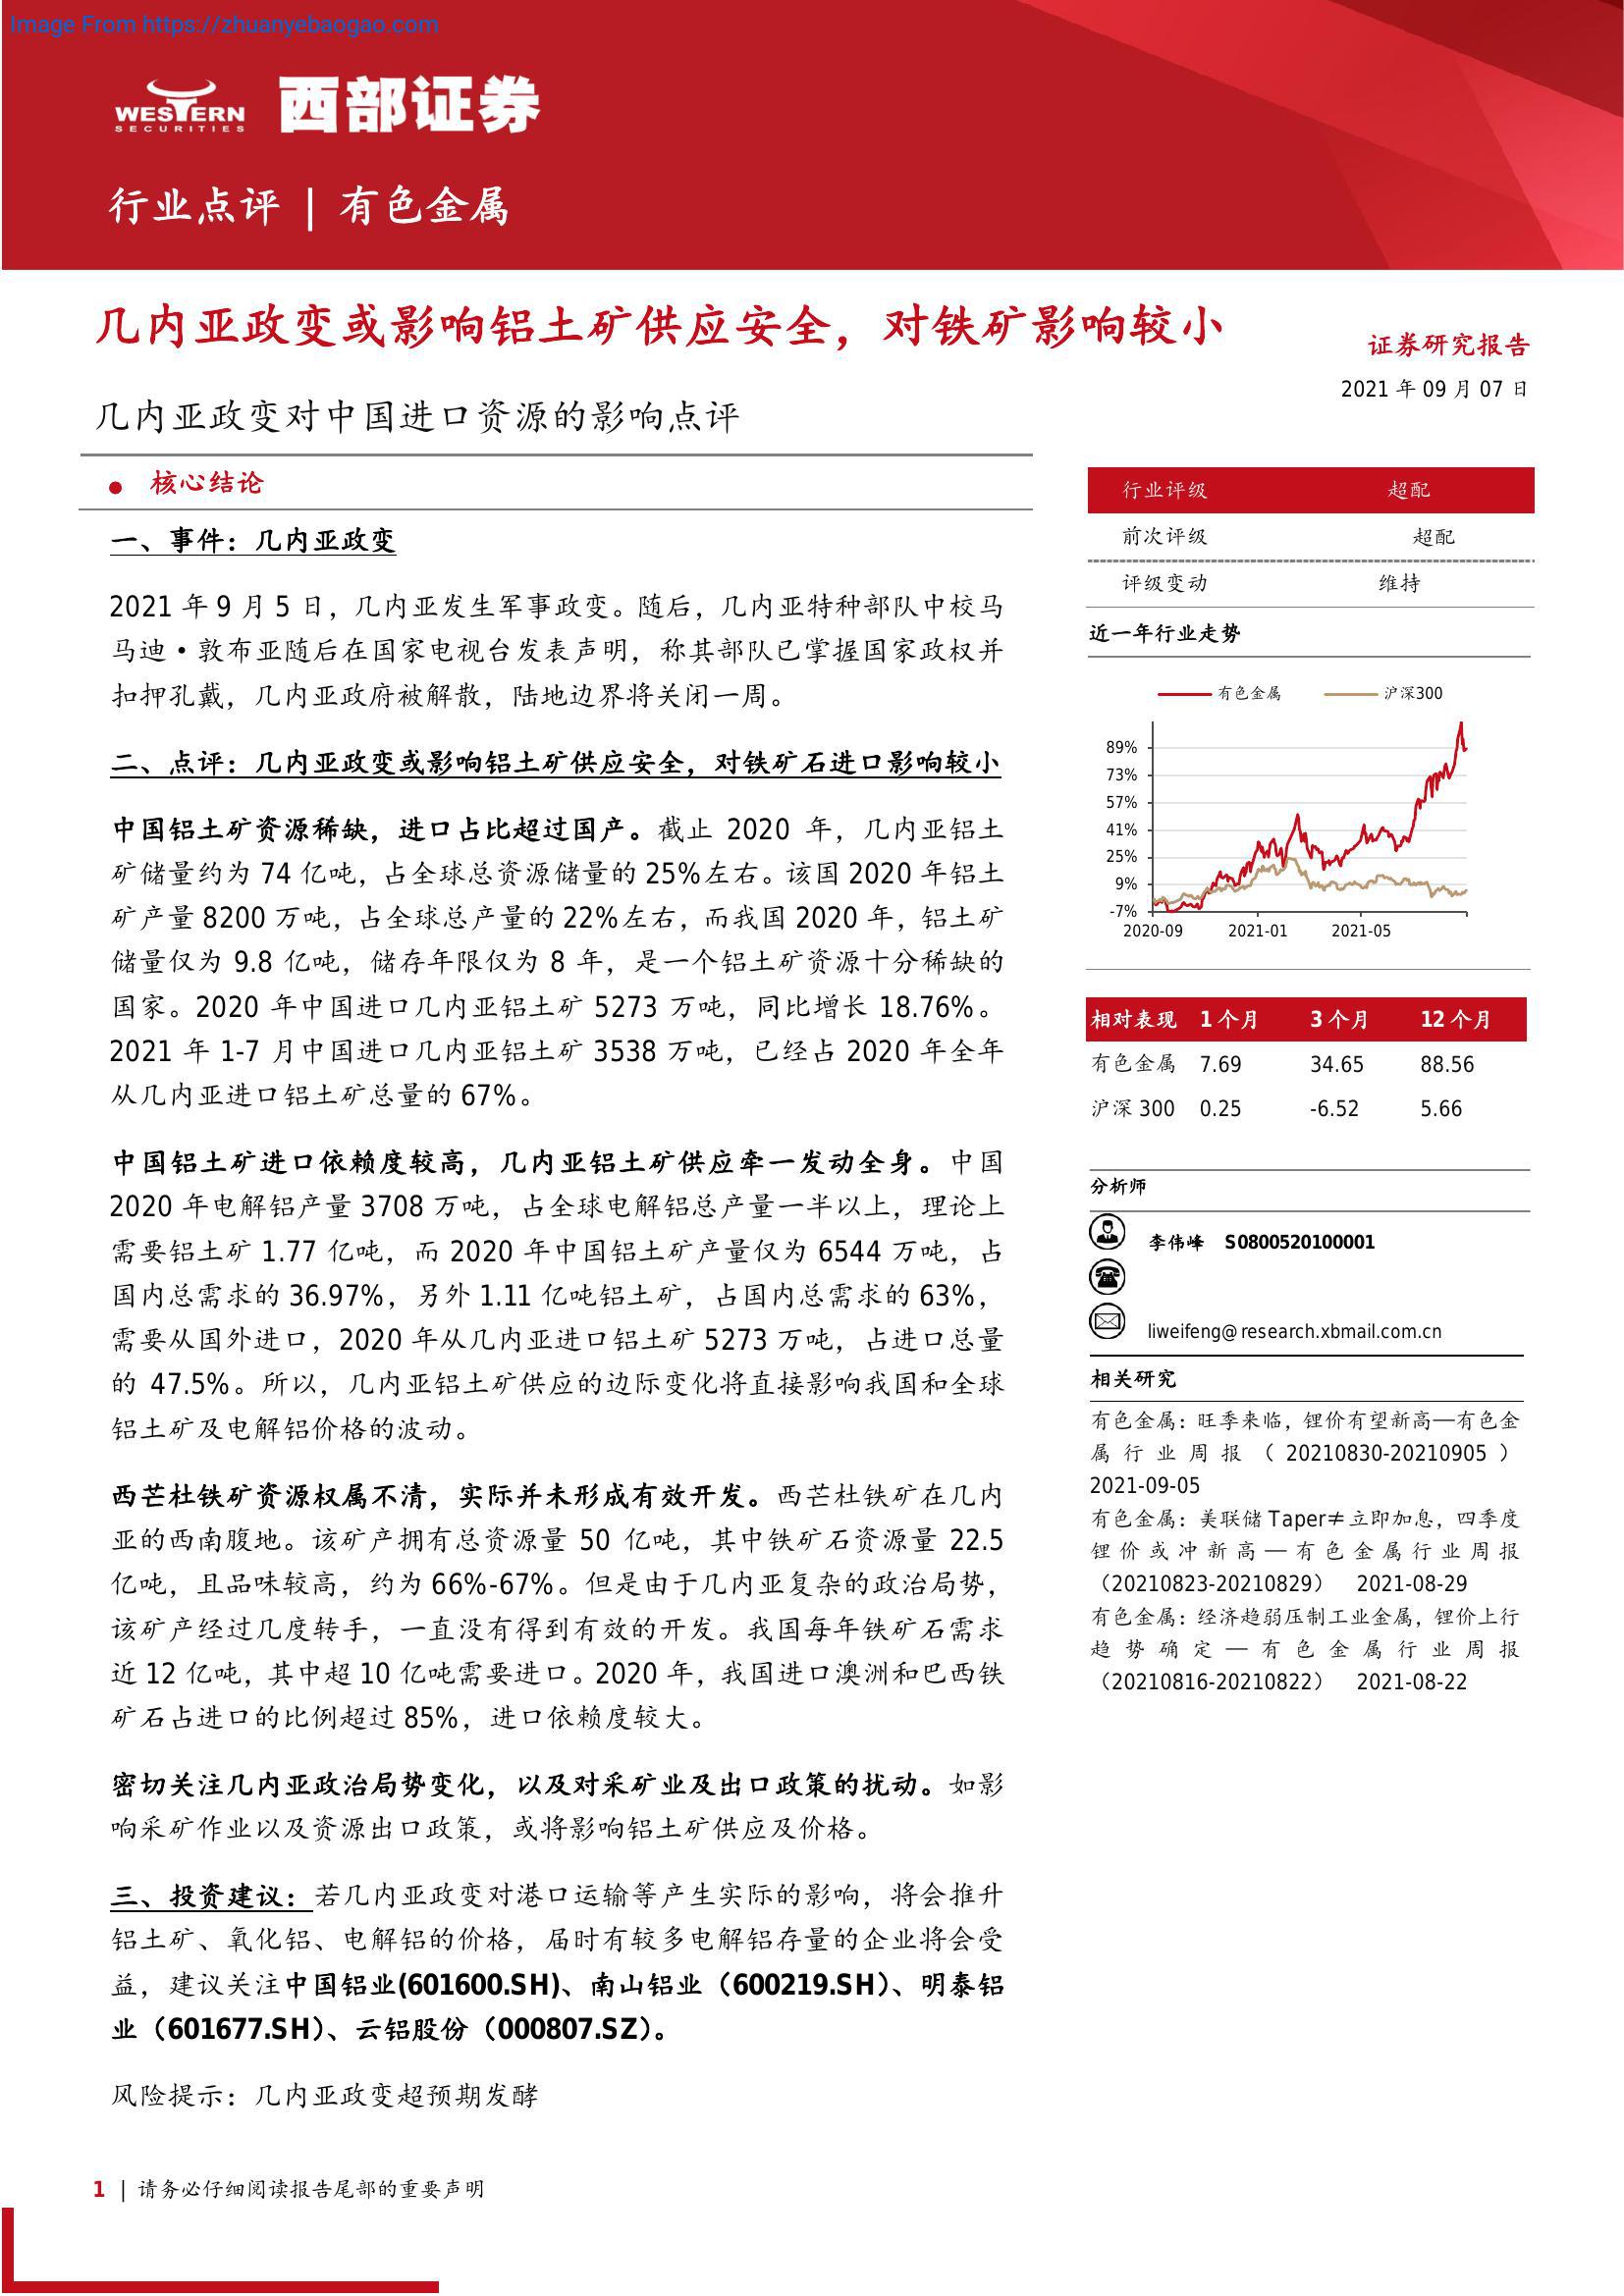 Image From https://zhuanyebaogao.com
WESTERN
SECURITIES
西部证券
行业点评 | 有色金属
几内亚政变或影响铝土矿供应安全，对铁矿影响较小
几内亚政变对中国进口资源的影响点评
证券研究报告
2021 年 09 月 07 日
● 核心结论
一、事件：几内亚政变
2021 年 9 月 5 日，几内亚发生军事政变。随后，几内亚特种部队中校马
马迪•敦布亚随后在国家电视台发表声明，称其部队已掌握国家政权并
扣押孔戴，几内亚政府被解散，陆地边界将关闭一周。
二、点评：几内亚政变或影响铝土矿供应安全，对铁矿石进口影响较小
中国铝土矿资源稀缺，进口占比超过国产。截止 2020 年，几内亚铝土
矿储量约为 74 亿吨，占全球总资源储量的 25%左右。该国 2020 年铝土
矿产量 8200 万吨，占全球总产量的 22%左右，而我国 2020 年，铝土矿
储量仅为 9.8 亿吨，储存年限仅为 8 年，是一个铝土矿资源十分稀缺的
国家。2020 年中国进口几内亚铝土矿 5273 万吨，同比增长 18.76%。
2021 年 1-7 月中国进口几内亚铝土矿 3538 万吨，已经占 2020 年全年
从几内亚进口铝土矿总量的 67%。
中国铝土矿进口依赖度较高，几内亚铝土矿供应牵一发动全身。中国
2020 年电解铝产量 3708 万吨，占全球电解铝总产量一半以上，理论上
需要铝土矿 1.77 亿吨，而 2020 年中国铝土矿产量仅为 6544 万吨，占
国内总需求的 36.97%，另外 1.11 亿吨铝土矿，占国内总需求的 63%，
需要从国外进口，2020 年从几内亚进口铝土矿 5273 万吨，占进口总量
的 47.5%。所以，几内亚铝土矿供应的边际变化将直接影响我国和全球
铝土矿及电解铝价格的波动。
西芒杜铁矿资源权属不清，实际并未形成有效开发。西芒杜铁矿在几内
亚的西南腹地。该矿产拥有总资源量 50 亿吨，其中铁矿石资源量 22.5
亿吨，且品味较高，约为 66%-67%。但是由于几内亚复杂的政治局势，
该矿产经过几度转手，一直没有得到有效的开发。我国每年铁矿石需求
近 12 亿吨，其中超 10 亿吨需要进口。2020 年，我国进口澳洲和巴西铁
矿石占进口的比例超过 85%，进口依赖度较大。
密切关注几内亚政治局势变化，以及对采矿业及出口政策的扰动。如影
响采矿作业以及资源出口政策，或将影响铝土矿供应及价格。
三、投资建议：若几内亚政变对港口运输等产生实际的影响，将会推升
铝土矿、氧化铝、电解铝的价格，届时有较多电解铝存量的企业将会受
益，建议关注中国铝业(601600.SH)、南山铝业（600219.SH）、明泰铝
业（601677.SH）、云铝股份（000807.SZ）。
风险提示：几内亚政变超预期发酵
行业评级 超配
前次评级 超配
评级变动 维持
近一年行业走势
有色金属 沪深300
89%
73%
57%
41%
25%
9%
-7%
2020-09 2021-01 2021-05
相对表现 1 个月 3 个月 12 个月
有色金属 7.69 34.65 88.56
沪深 300 0.25 -6.52 5.66
分析师
李伟峰 S0800520100001
liweifeng@research.xbmail.com.cn
相关研究
有色金属：旺季来临，锂价有望新高—有色金
属行业周报（20210830-20210905）
2021-09-05
有色金属：美联储 Taper≠立即加息，四季度
锂价或冲新高—有色金属行业周报
（20210823-20210829） 2021-08-29
有色金属：经济趋弱压制工业金属，锂价上行
趋势确定—有色金属行业周报
（20210816-20210822） 2021-08-22
1 | 请务必仔细阅读报告尾部的重要声明